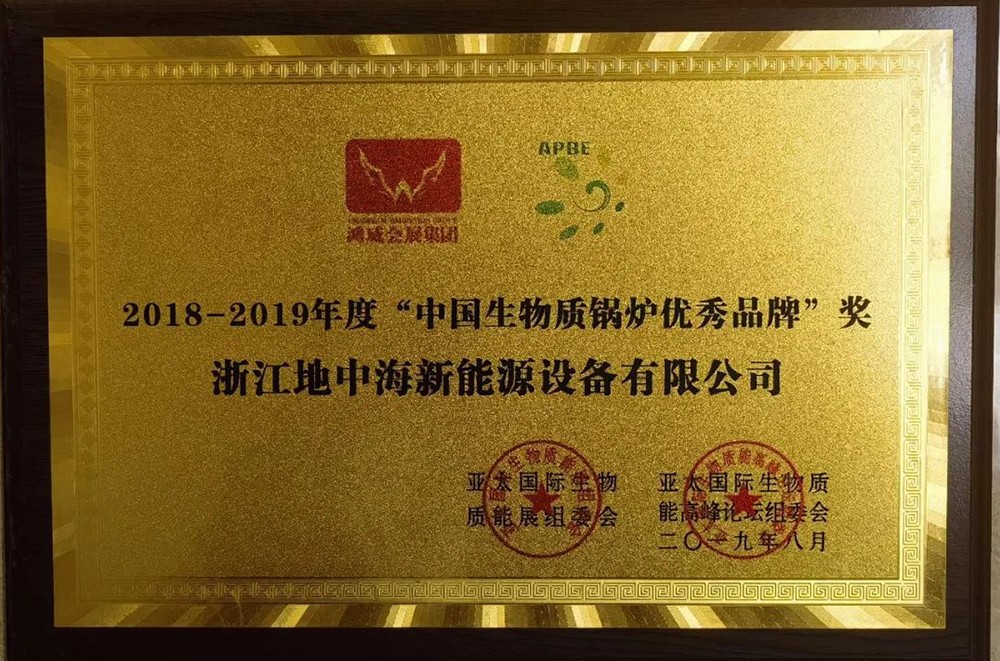 APBE
鸿威会展集团
2018-2019年度“中国生物质锅炉优秀品牌”奖
浙江地中海新能源设备有限公司
亚太国际生物
质能展组委会
亚太国际生物质
能高峰论坛组委会
二〇一九年八月